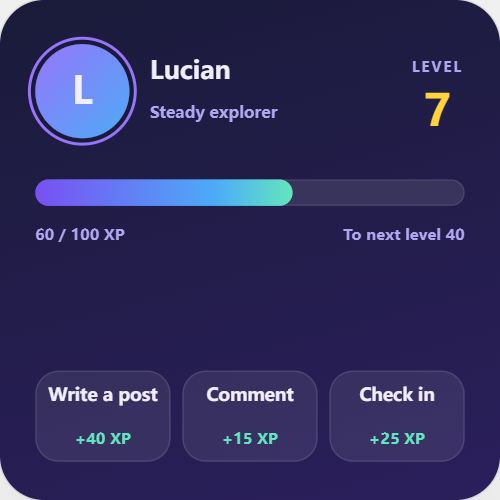 L
Lucian
Steady explorer
LEVEL
7
60 / 100 XP
To next level 40
Write a post
+40 XP
Comment
+15 XP
Check in
+25 XP